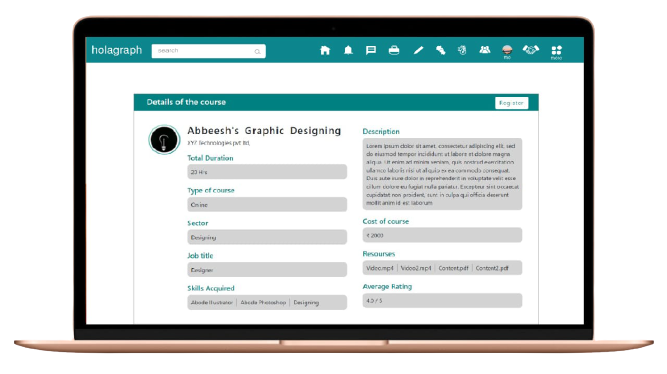 holagraph
search
Details of the course
Register
Abbeesh's Graphic Designing
XYZ Technologies pvt ltd,
Total Duration
20 Hrs
Type of course
Online
Sector
Designing
Job title
Designer
Skills Acquired
Abode Illustrator | Abode Photoshop | Designing
Description
Lorem ipsum dolor sit amet, consectetur adipiscing elit, sed
do eiusmod tempor incididunt ut labore et dolore magna
aliqua. Ut enim ad minim veniam, quis nostrud exercitation
ullamco laboris nisi ut aliquip ex ea commodo consequat.
Duis aute irure dolor in reprehenderit in voluptate velit esse
cillum dolore eu fugiat nulla pariatur. Excepteur sint occaecat
cupidatat non proident, sunt in culpa qui officia deserunt
mollit anim id est laborum.
Cost of course
₹ 2000
Resourses
Video.mp4 | Video2.mp4 | Content.pdf | Content2.pdf
Average Rating
4.0 / 5